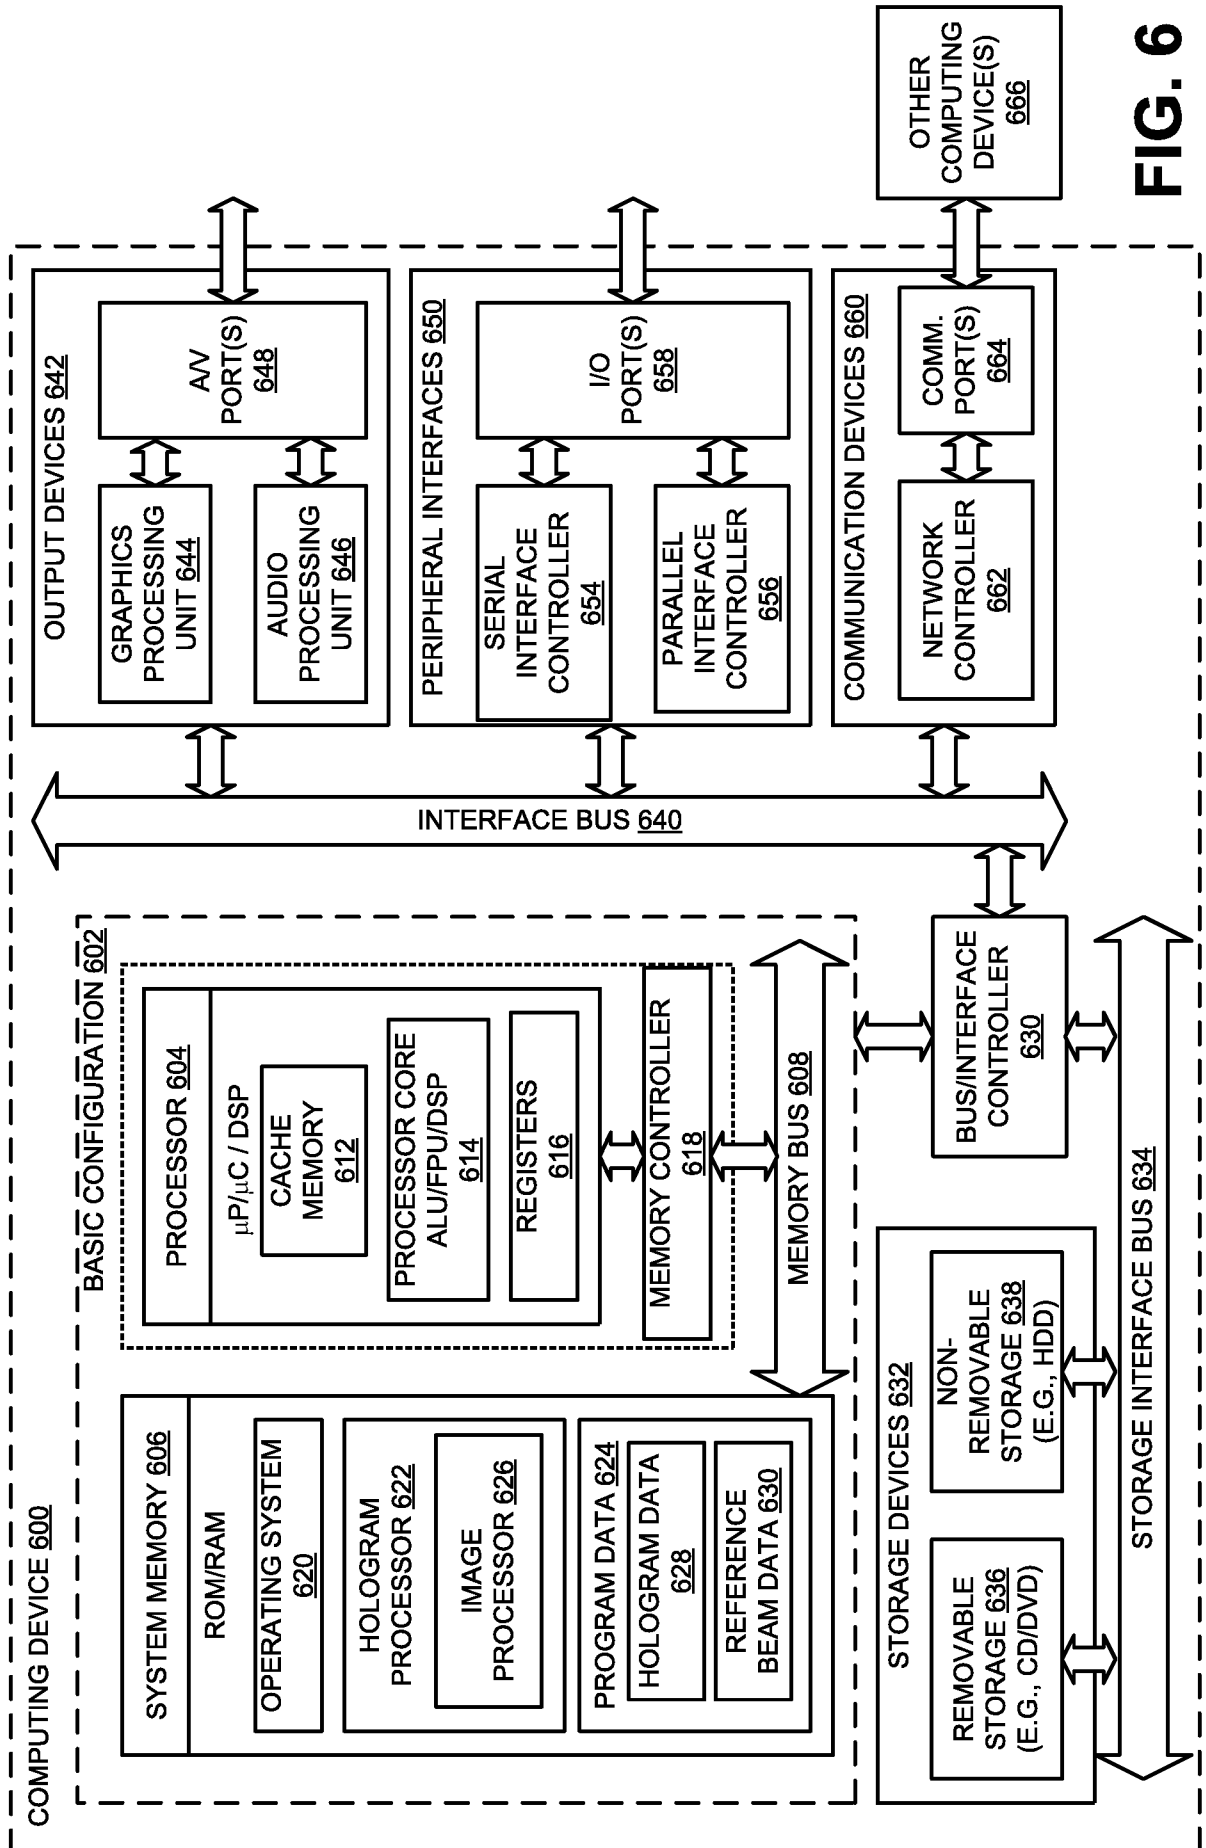 COMPUTING DEVICE 600
BASIC CONFIGURATION 602
SYSTEM MEMORY 606
ROM/RAM
OPERATING SYSTEM
620
HOLOGRAM
PROCESSOR 622
IMAGE
PROCESSOR 626
PROGRAM DATA 624
HOLOGRAM DATA
628
REFERENCE
BEAM DATA 630
PROCESSOR 604
µP/µC / DSP
CACHE
MEMORY
612
PROCESSOR CORE
ALU/FPU/DSP
614
REGISTERS
616
MEMORY CONTROLLER
618
MEMORY BUS 608
STORAGE DEVICES 632
REMOVABLE
STORAGE 636
(E.G., CD/DVD)
NON-
REMOVABLE
STORAGE 638
(E.G., HDD)
BUS/INTERFACE
CONTROLLER
630
STORAGE INTERFACE BUS 634
INTERFACE BUS 640
OUTPUT DEVICES 642
GRAPHICS
PROCESSING
UNIT 644
AUDIO
PROCESSING
UNIT 646
A/V
PORT(S)
648
PERIPHERAL INTERFACES 650
SERIAL
INTERFACE
CONTROLLER
654
PARALLEL
INTERFACE
CONTROLLER
656
I/O
PORT(S)
658
COMMUNICATION DEVICES 660
NETWORK
CONTROLLER
662
COMM.
PORT(S)
664
OTHER
COMPUTING
DEVICE(S)
666
FIG. 6